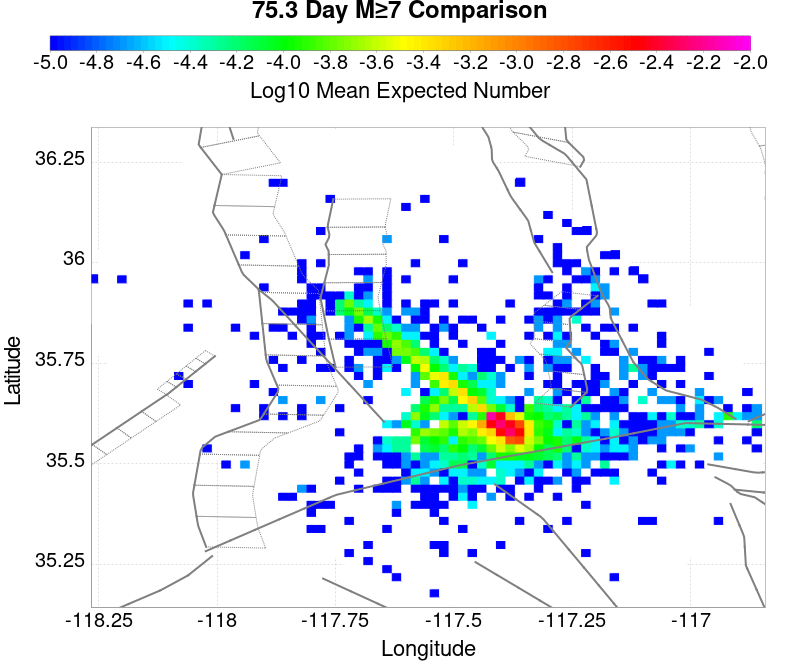 75.3 Day M≥7 Comparison
-5.0 -4.8 -4.6 -4.4 -4.2 -4.0 -3.8 -3.6 -3.4 -3.2 -3.0 -2.8 -2.6 -2.4 -2.2 -2.0
Log10 Mean Expected Number
36.25
36
35.75
35.5
35.25
Latitude
-118.25 -118 -117.75 -117.5 -117.25 -117
Longitude